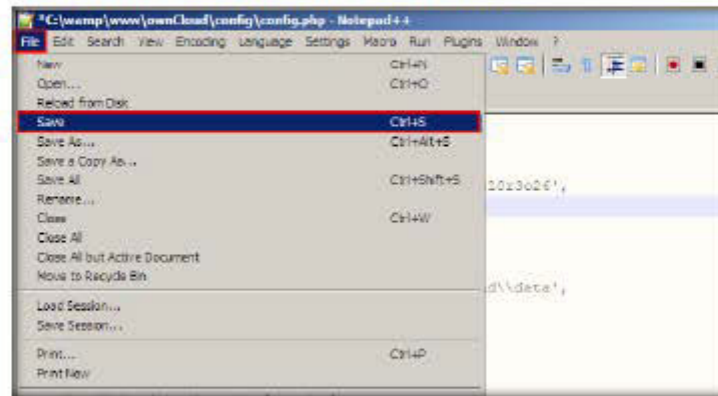 *C:\wamp\www\ownCloud\config\config.php - Notepad++
File Edit Search View Encoding Language Settings Macro Run Plugins Window ?
New Ctrl+N
Open... Ctrl+O
Reload from Disk
Save Ctrl+S
Save As... Ctrl+Alt+S
Save a Copy As...
Save All Ctrl+Shift+S
Rename...
Close Ctrl+W
Close All
Close All but Active Document
Move to Recycle Bin
Load Session...
Save Session...
Print... Ctrl+P
Print Now
d\\data',